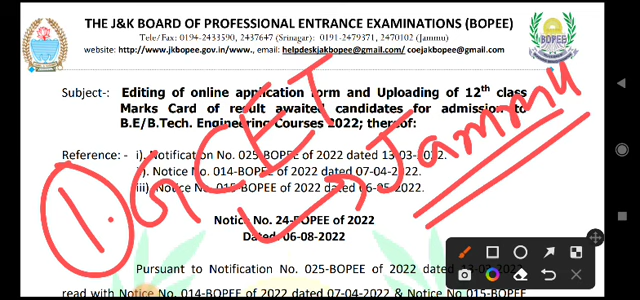 THE J&K BOARD OF PROFESSIONAL ENTRANCE EXAMINATIONS (BOPEE)
Tele/Fax: 0194-2433590, 2437647 (Srinagar): 0191-2479371, 2470102 (Jammu)
website: http://www.jkbopee.gov.in/www., email: helpdeskjakbopee@gmail.com/ coejakbopee@gmail.com
BOPEE
Subject-: Editing of online application form and Uploading of 12th class
Marks Card of result awaited candidates for admission to
B.E/B.Tech. Engineering Courses 2022; thereof:
Reference: - i). Notification No. 025-BOPEE of 2022 dated 13-03-2022.
). Notice No. 014-BOPEE of 2022 dated 07-04-2022.
iii). Notice No. 015-BOPEE of 2022 dated 06-05-2022.
1. GCET
Jammu
Notice No. 24-BOPEE of 2022
Dated: 06-08-2022
Pursuant to Notification No. 025-BOPEE of 2022 dated
read with Notice No. 014-BOPEE of 2022 dated 07-04-2022 & Notice No 015-BOPEE